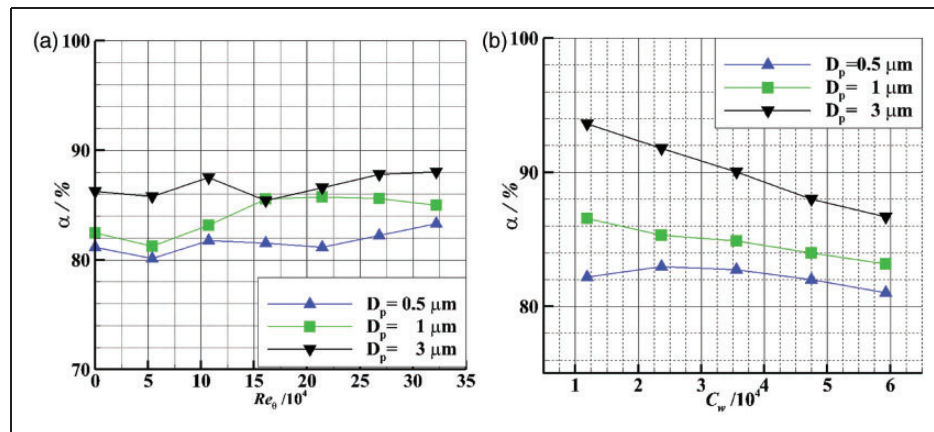 (a)
100
90
80
70
α / %
0 5 10 15 20 25 30 35
Re_θ /10^4
D_p = 0.5 μm
D_p = 1 μm
D_p = 3 μm
(b)
100
90
80
α / %
1 2 3 4 5 6
C_w /10^4
D_p =0.5 μm
D_p = 1 μm
D_p = 3 μm